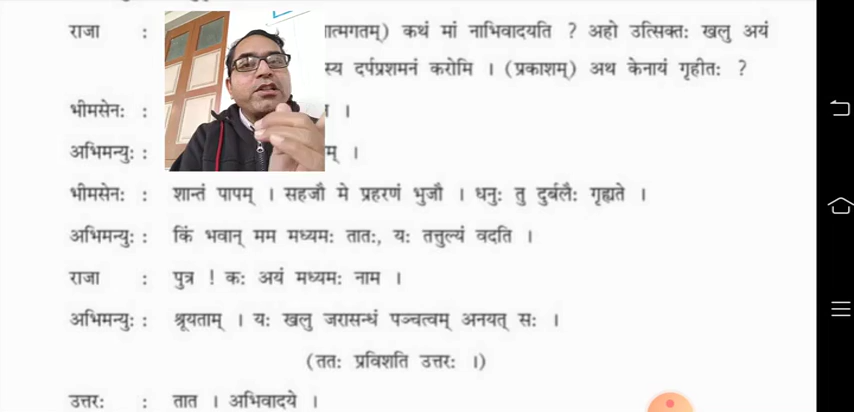 राजा : त्मगतम्) कथं मां नाभिवादयति ? अहो उत्सिक्तः खलु अयं
स्य दर्पप्रशमनं करोमि । (प्रकाशम्) अथ केनायं गृहीतः ?
भीमसेनः : ।
अभिमन्युः : म् ।
भीमसेनः : शान्तं पापम् । सहजौ मे प्रहरणं भुजौ । धनुः तु दुर्बलैः गृह्यते ।
अभिमन्युः : किं भवान् मम मध्यमः तातः, यः तत्तुल्यं वदति ।
राजा : पुत्र ! कः अयं मध्यमः नाम ।
अभिमन्युः : श्रूयताम् । यः खलु जरासन्धं पञ्चत्वम् अनयत् सः ।
(ततः प्रविशति उत्तरः ।)
उत्तरः : तात । अभिवादये ।